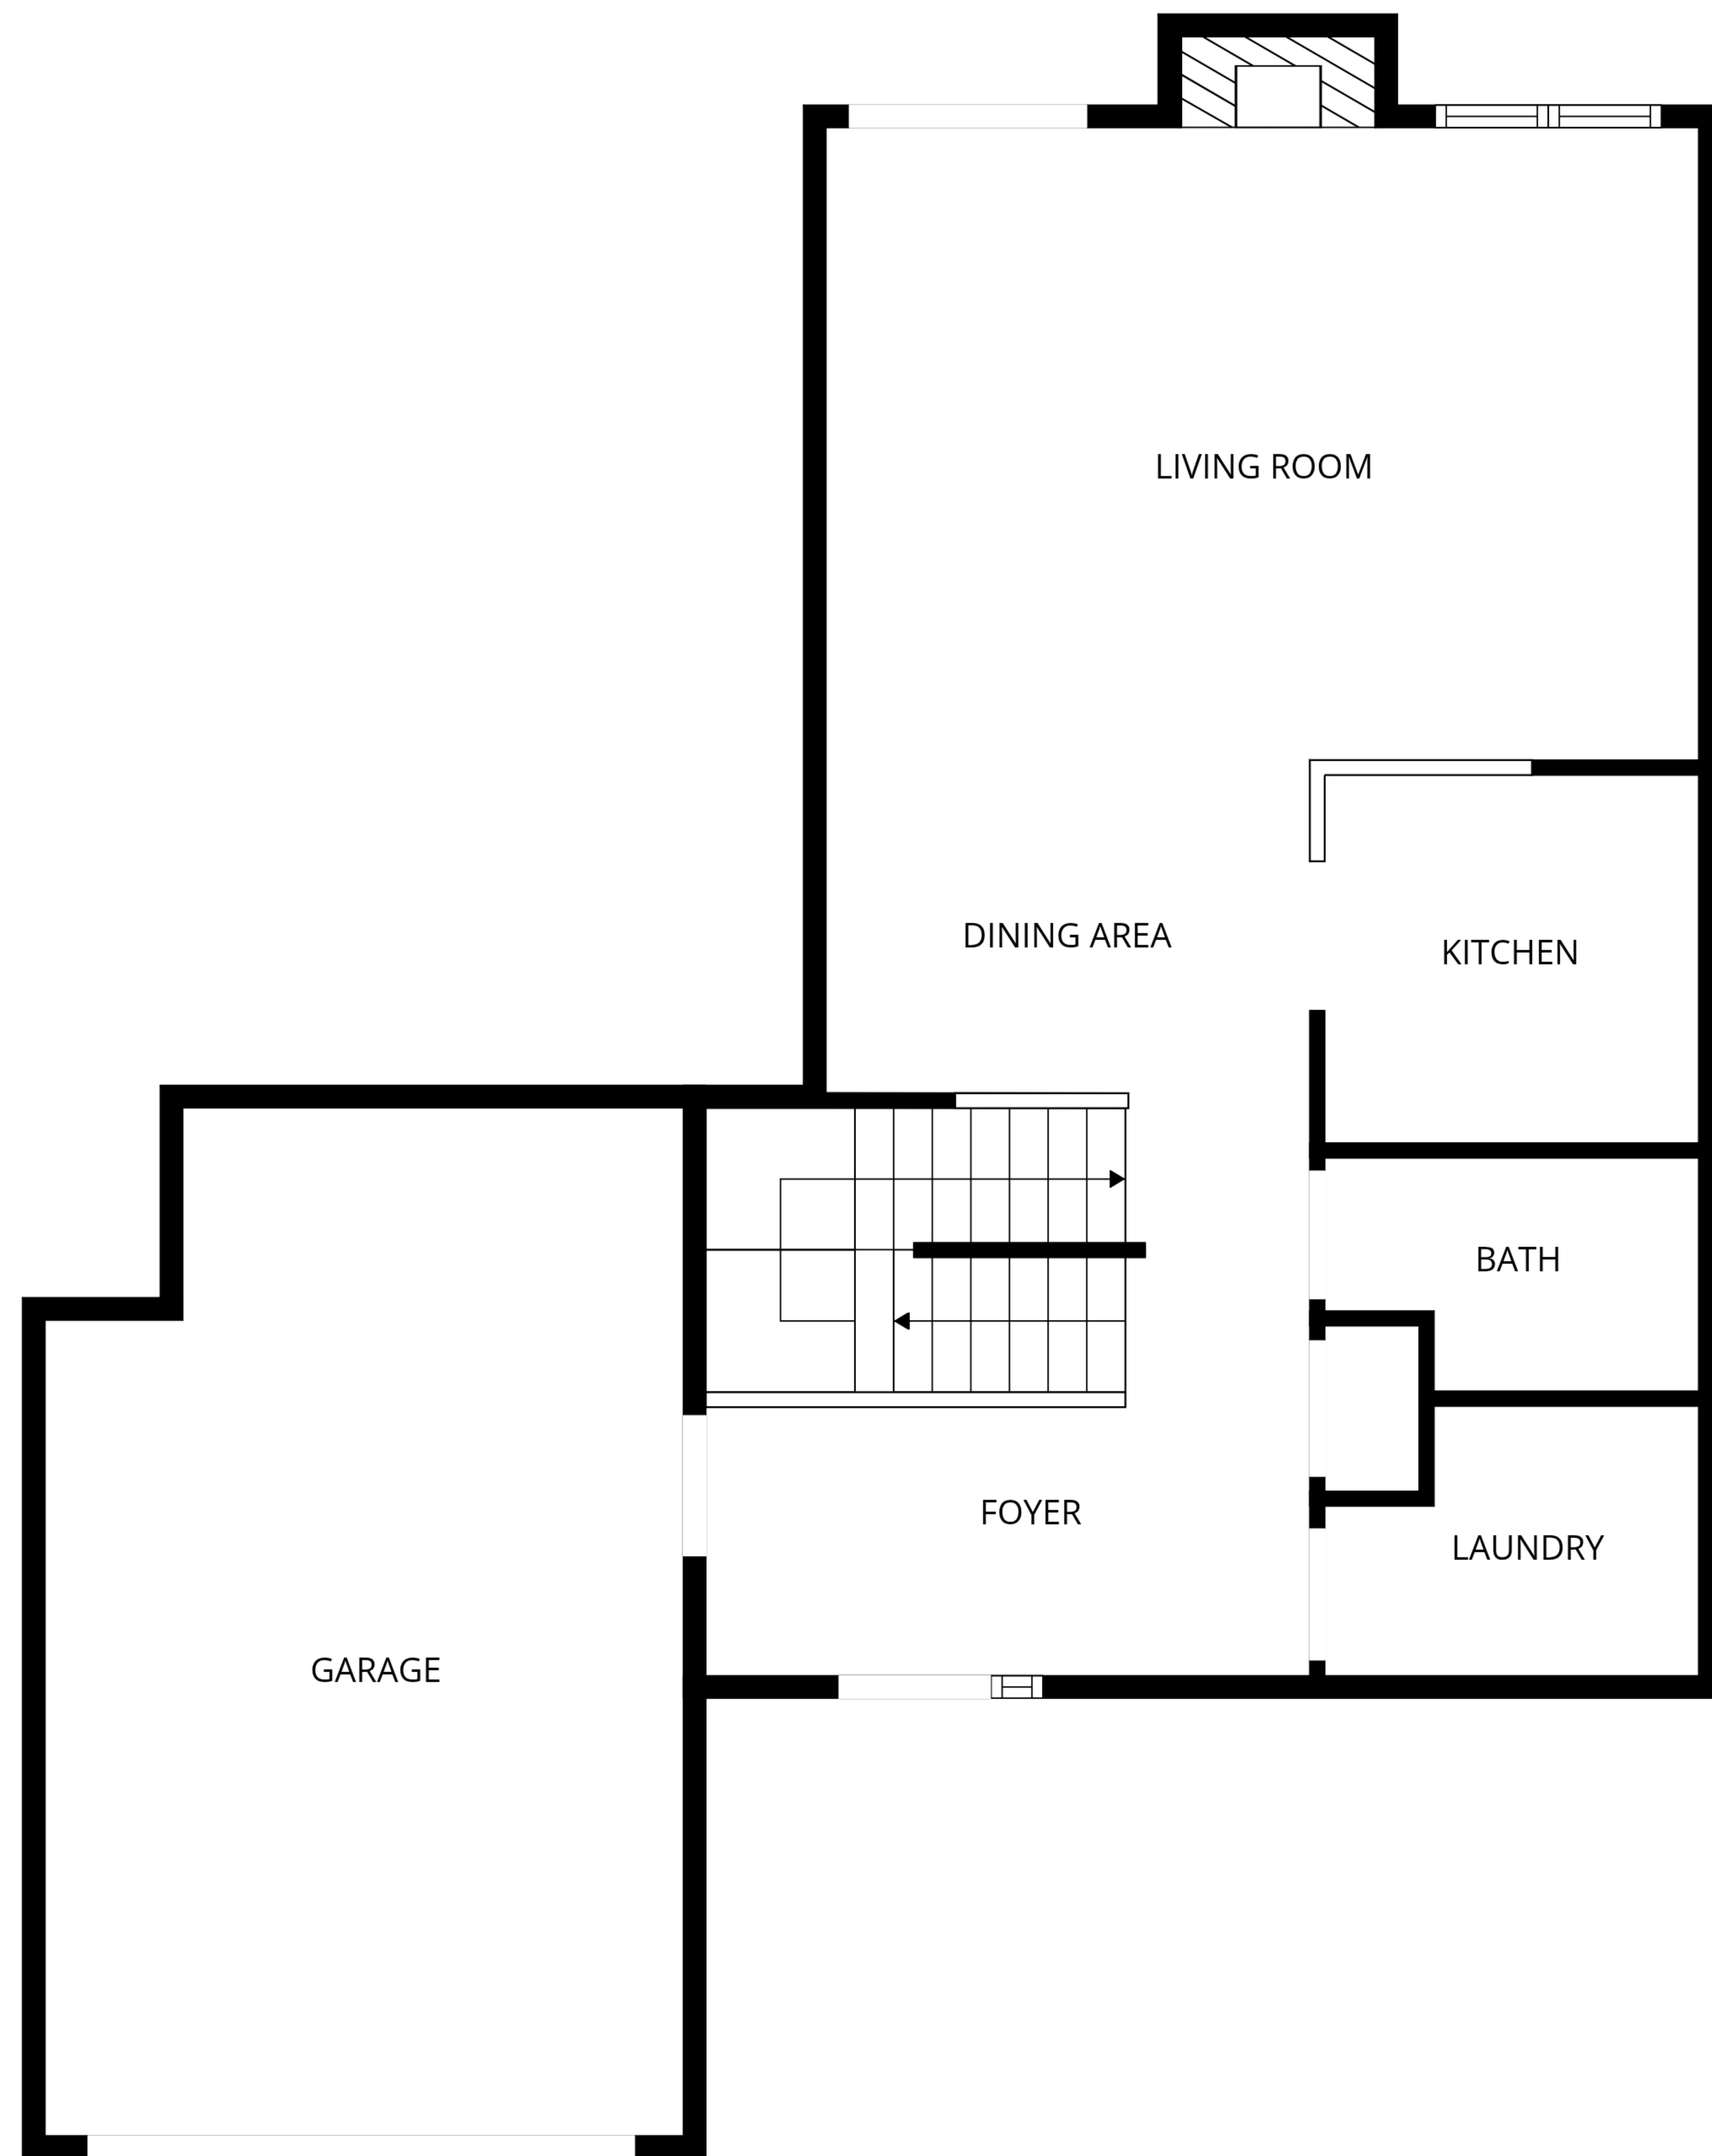 LIVING ROOM
DINING AREA
KITCHEN
BATH
FOYER
LAUNDRY
GARAGE